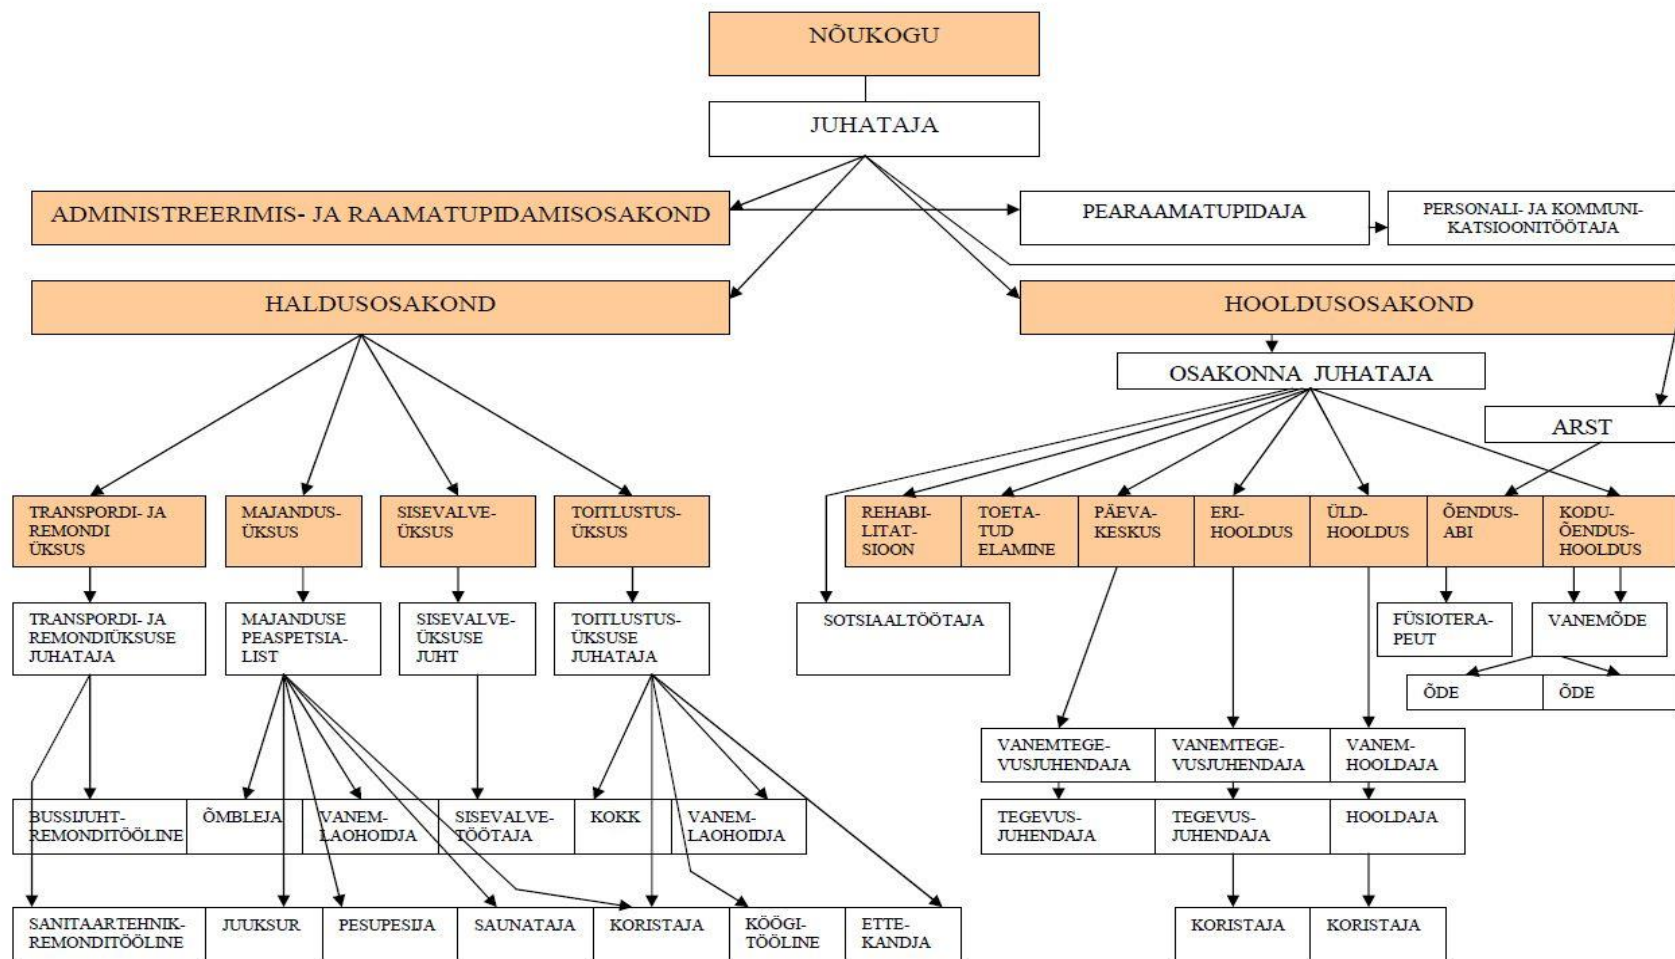 NÕUKOGU
JUHATAJA
ADMINISTREERIMIS- JA RAAMATUPIDAMISOSAKOND
PEARAAMATUPIDAJA
PERSONALI- JA KOMMUNI-
KATSIOONITÖÖTAJA
HALDUSOSAKOND
HOOLDUSOSAKOND
OSAKONNA JUHATAJA
ARST
TRANSPORDI- JA
REMONDI
ÜKSUS
MAJANDUS-
ÜKSUS
SISEVALVE-
ÜKSUS
TOITLUSTUS-
ÜKSUS
REHABI-
LITAT-
SIOON
TOETA-
TUD
ELAMINE
PÄEVA-
KESKUS
ERI-
HOOLDUS
ÜLD-
HOOLDUS
ÕENDUS-
ABI
KODU-
ÕENDUS-
HOOLDUS
TRANSPORDI- JA
REMONDIÜKSUSE
JUHATAJA
MAJANDUSE
PEASPETSIA-
LIST
SISEVALVE-
ÜKSUSE
JUHT
TOITLUSTUS-
ÜKSUSE
JUHATAJA
SOTSIAALTÖÖTAJA
FÜSIOTERA-
PEUT
VANEMÕDE
ÕDE
ÕDE
VANEMTEGE-
VUSJUHENDAJA
VANEMTEGE-
VUSJUHENDAJA
VANEM-
HOOLDAJA
BUSSIJUHT-
REMONDITÖÖLINE
ÕMBLEJA
VANEM-
LAOHOIDJA
SISEVALVE-
TÖÖTAJA
KOKK
VANEM-
LAOHOIDJA
TEGEVUS-
JUHENDAJA
TEGEVUS-
JUHENDAJA
HOOLDAJA
SANITAARTEHNIK-
REMONDITÖÖLINE
JUUKSUR
PESUPESIJA
SAUNATAJA
KORISTAJA
KÖÖGI-
TÖÖLINE
ETTE-
KANDJA
KORISTAJA
KORISTAJA